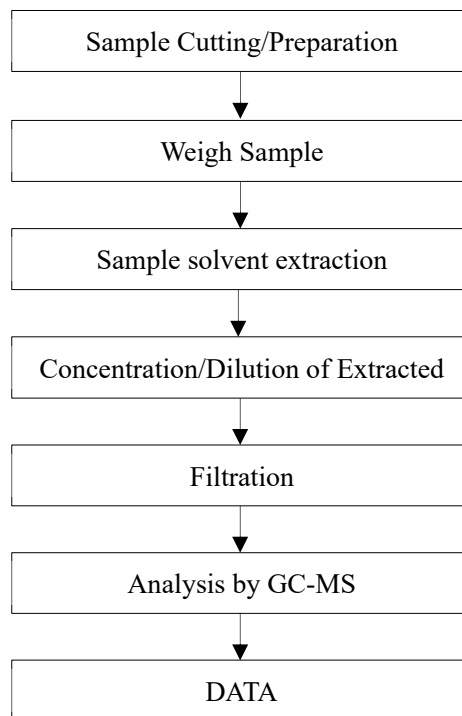 Sample Cutting/Preparation
Weigh Sample
Sample solvent extraction
Concentration/Dilution of Extracted
Filtration
Analysis by GC-MS
DATA